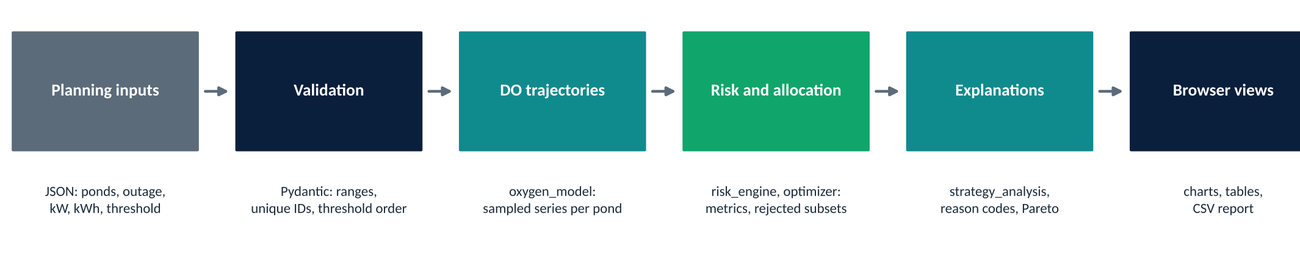 Planning inputs
Validation
DO trajectories
Risk and allocation
Explanations
Browser views
JSON: ponds, outage,
kW, kWh, threshold
Pydantic: ranges,
unique IDs, threshold order
oxygen_model:
sampled series per pond
risk_engine, optimizer:
metrics, rejected subsets
strategy_analysis,
reason codes, Pareto
charts, tables,
CSV report